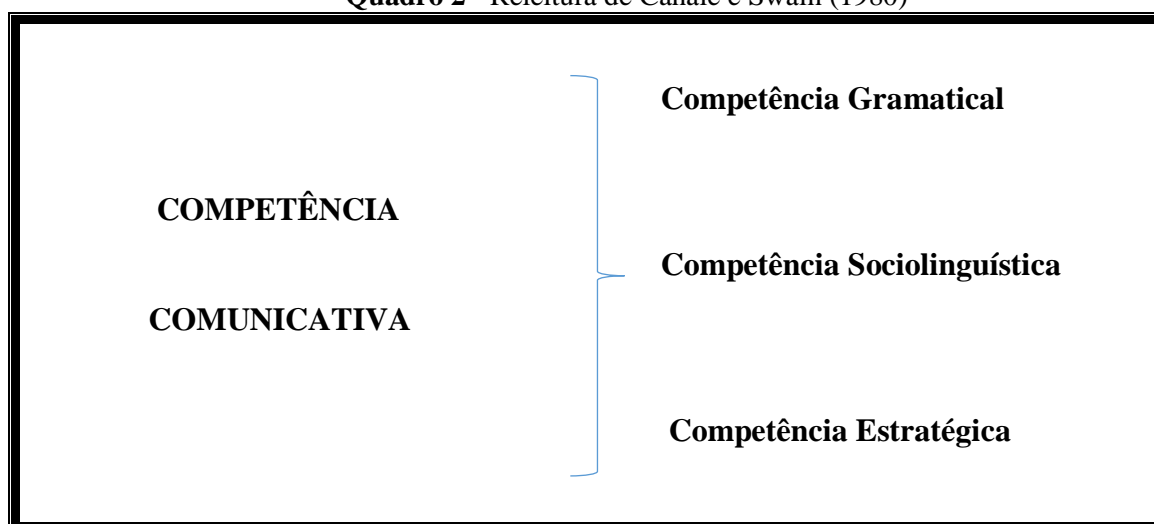 Quadro 2 - Releitura de Canale e Swain (1980)
Competência Gramatical
COMPETÊNCIA
Competência Sociolinguística
COMUNICATIVA
Competência Estratégica